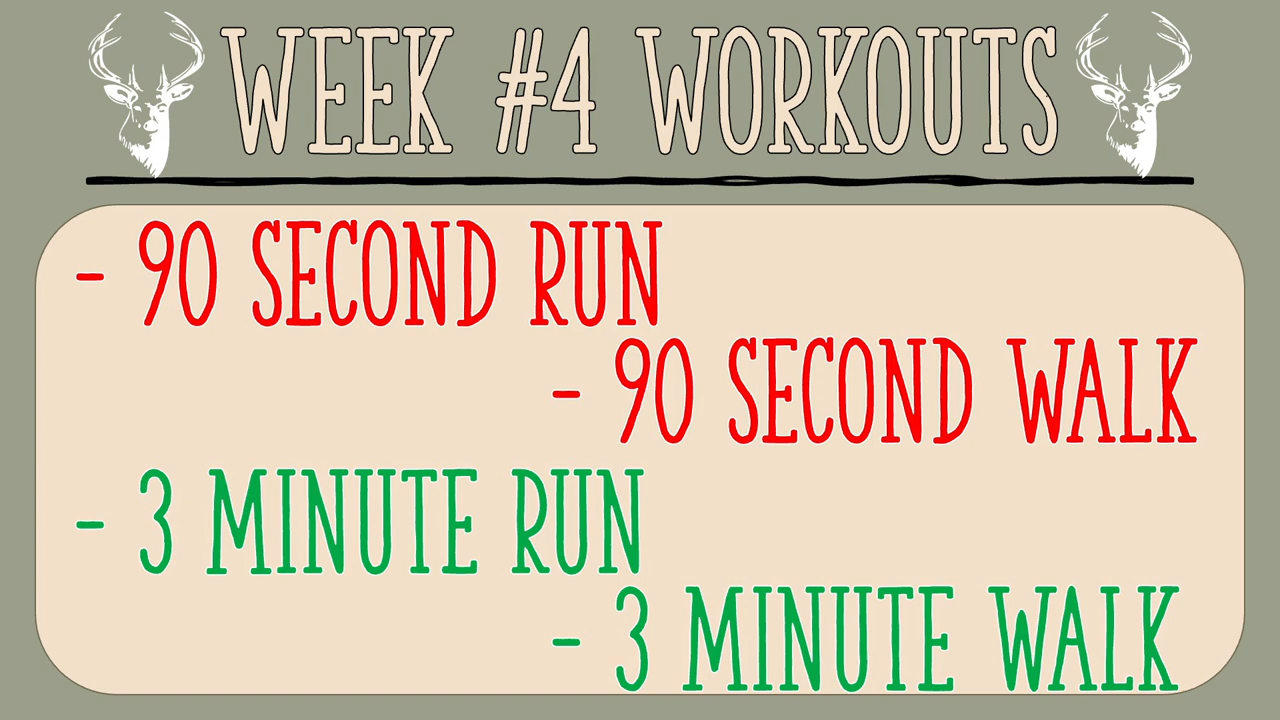 WEEK #4 WORKOUTS
- 90 SECOND RUN
- 90 SECOND WALK
- 3 MINUTE RUN
- 3 MINUTE WALK